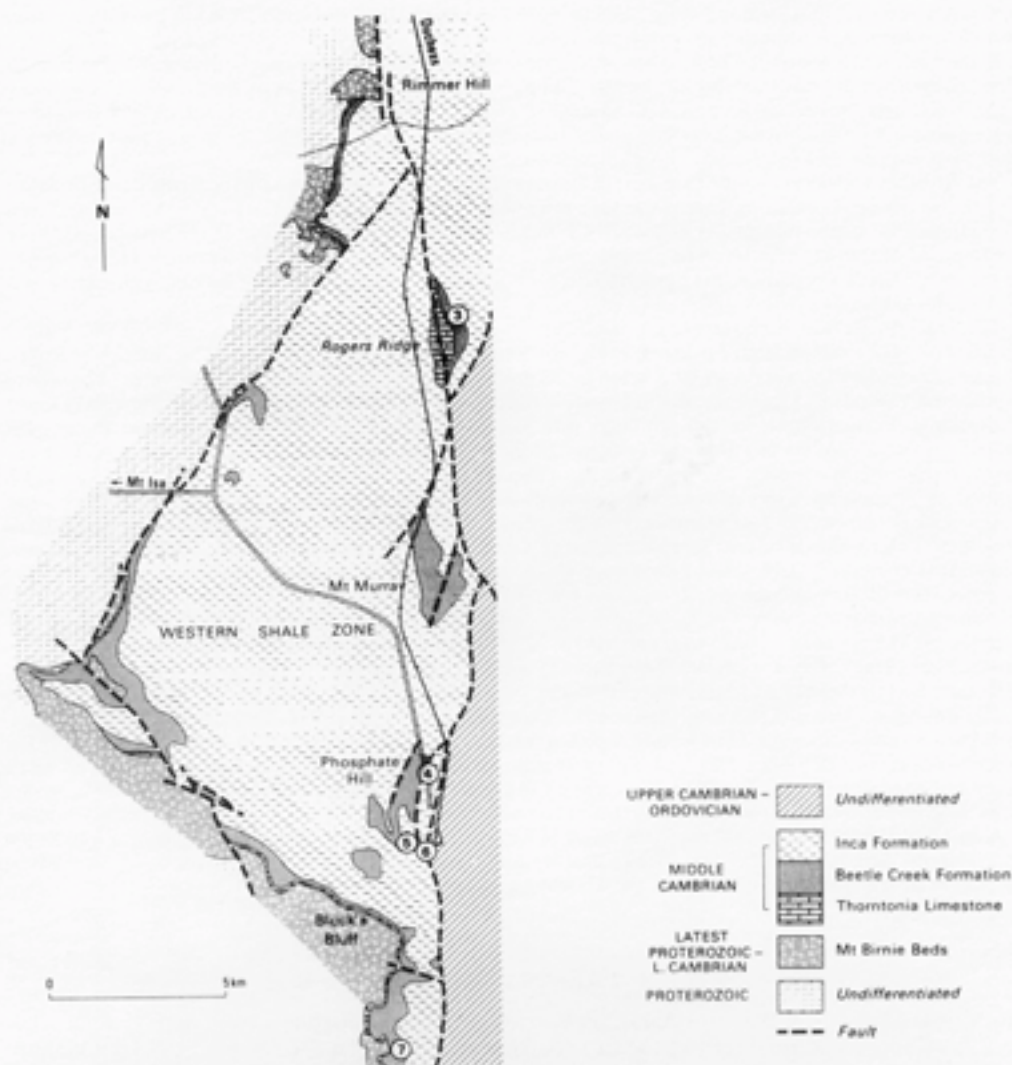 Duchess
Rimmer Hill
N
3
Rogers Ridge
← Mt Isa
Mt Murray
WESTERN SHALE ZONE
Phosphate
Hill
4
5
6
Black's
Bluff
0 5km
7
UPPER CAMBRIAN –
ORDOVICIAN
Undifferentiated
Inca Formation
MIDDLE
CAMBRIAN
Beetle Creek Formation
Thorntonia Limestone
LATEST
PROTEROZOIC –
L. CAMBRIAN
Mt Birnie Beds
PROTEROZOIC
Undifferentiated
Fault